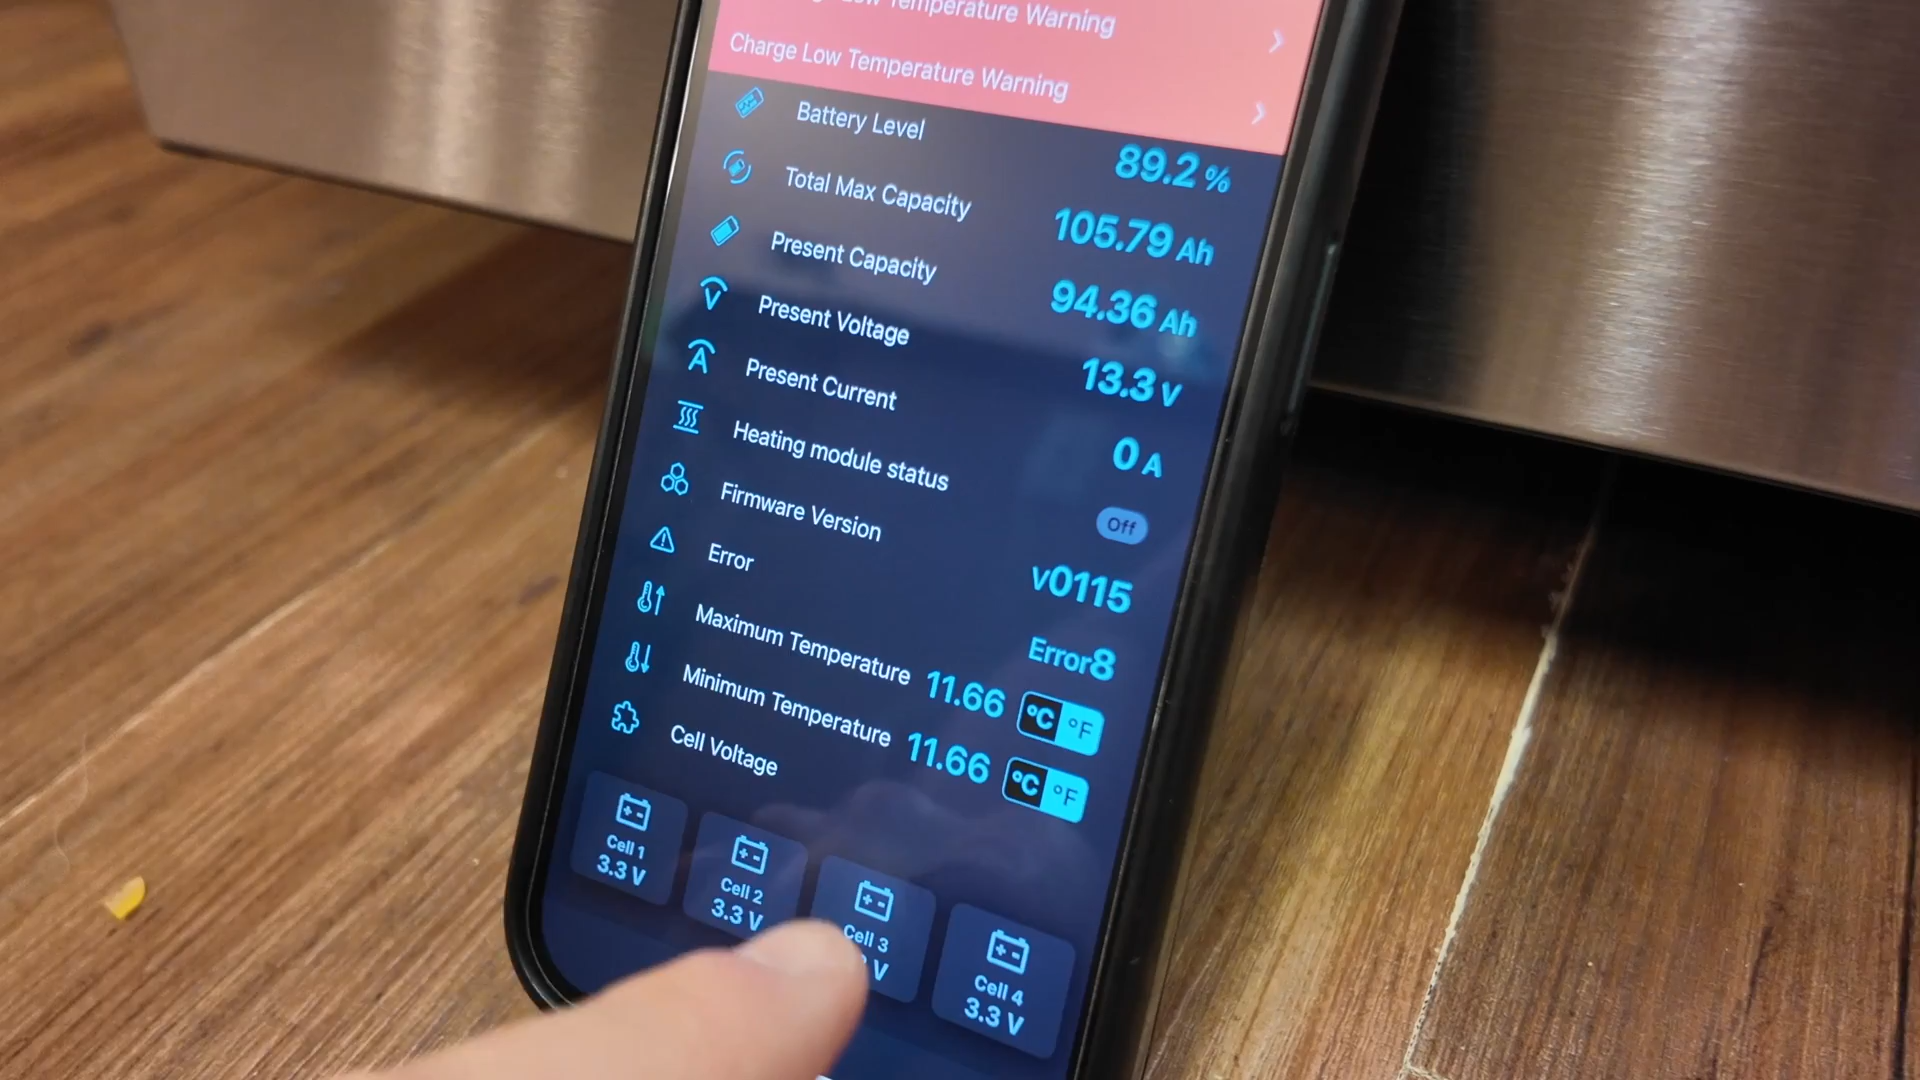 Low Temperature Warning
Charge Low Temperature Warning
Battery Level 89.2 %
Total Max Capacity 105.79 Ah
Present Capacity 94.36 Ah
Present Voltage 13.3 V
Present Current 0 A
Heating module status Off
Firmware Version v0115
Error Error8
Maximum Temperature 11.66 °C °F
Minimum Temperature 11.66 °C °F
Cell Voltage
Cell 1
3.3 V
Cell 2
3.3 V
Cell 3
V
Cell 4
3.3 V